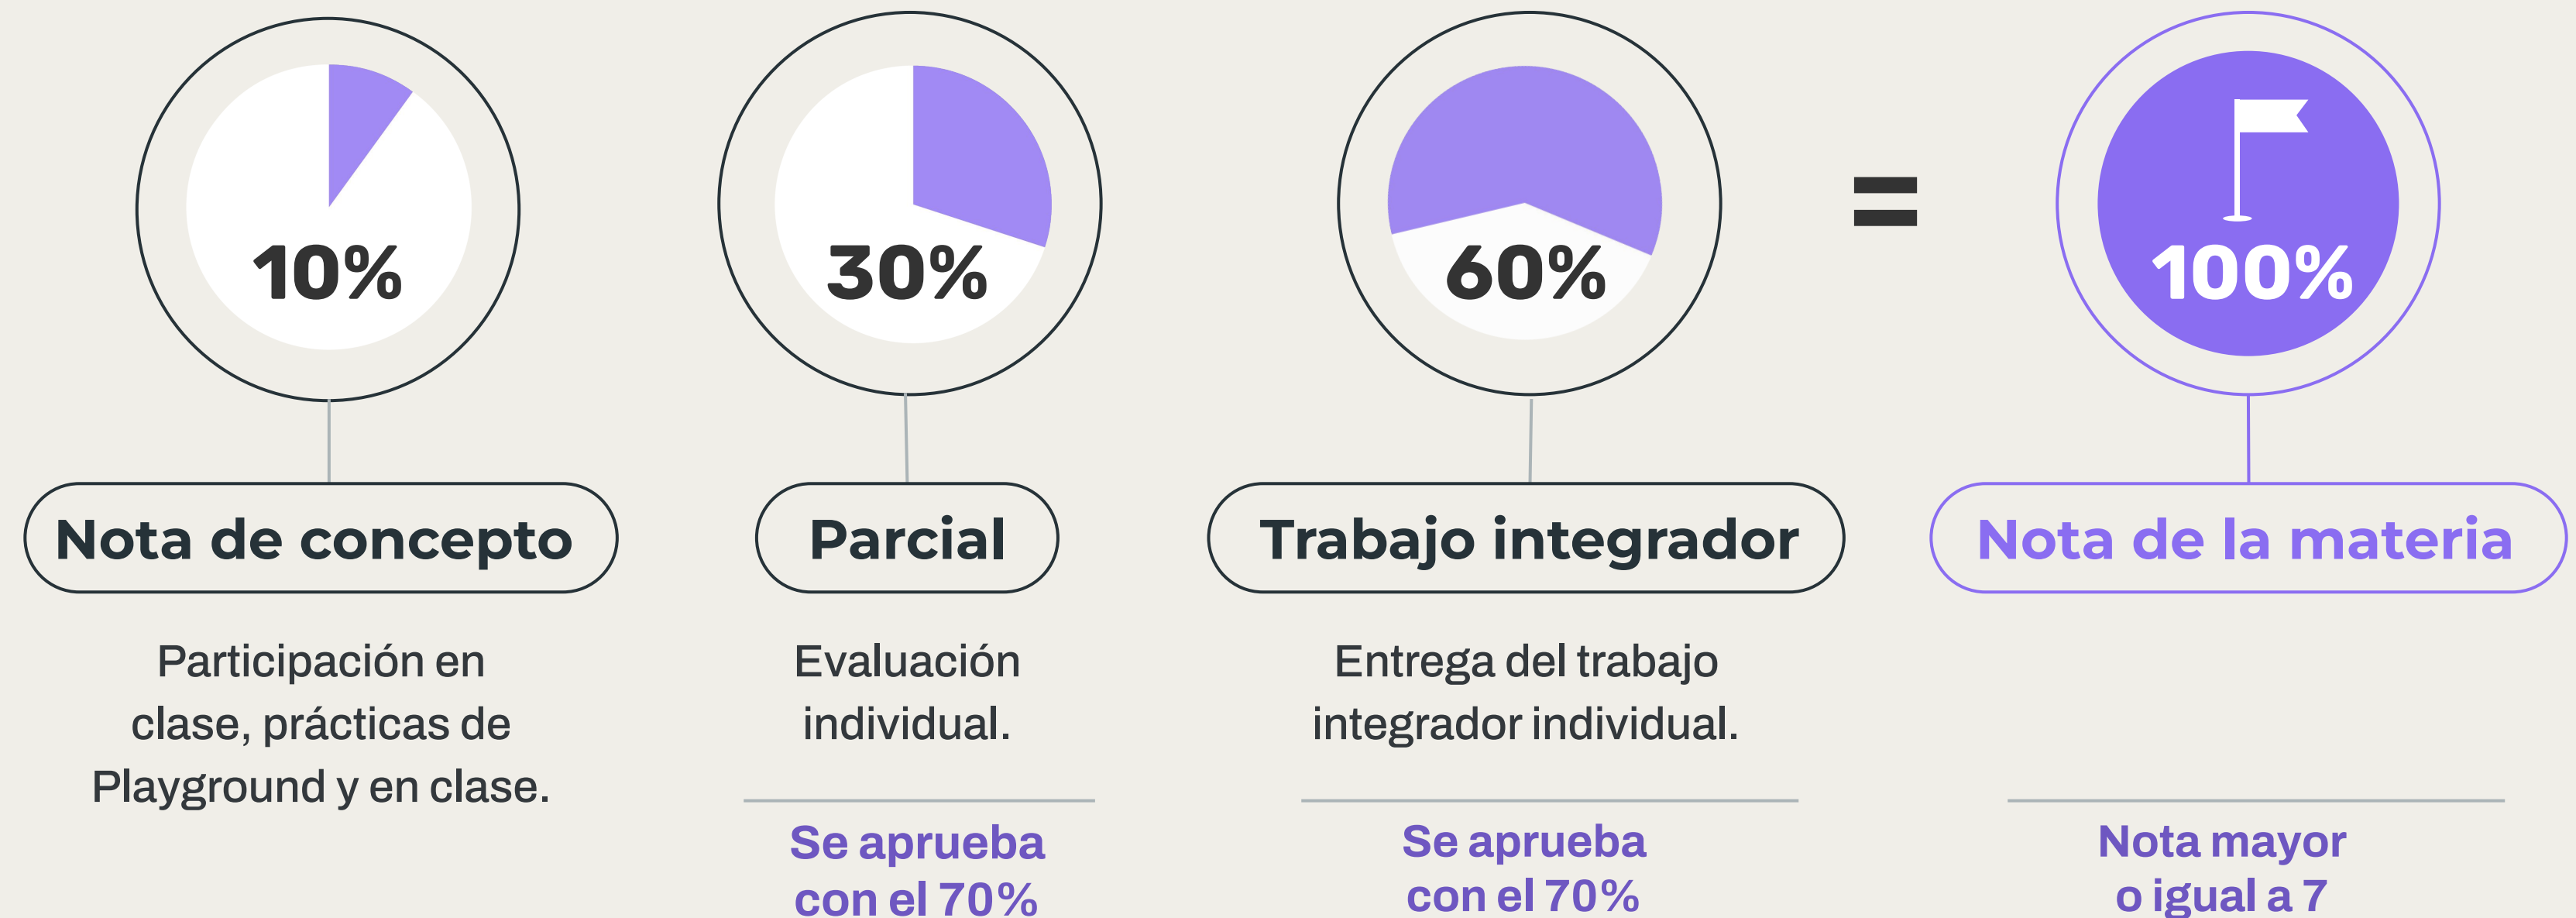 10%
Nota de concepto
Participación en
clase, prácticas de
Playground y en clase.
30%
Parcial
Evaluación
individual.
Se aprueba
con el 70%
60%
Trabajo integrador
Entrega del trabajo
integrador individual.
Se aprueba
con el 70%
=
100%
Nota de la materia
Nota mayor
o igual a 7